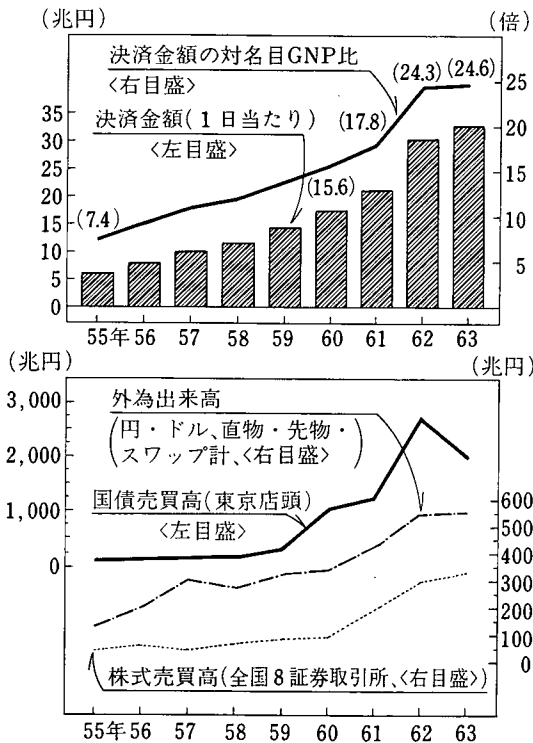 (兆円)
(倍)
決済金額の対名目GNP比
<右目盛>
(24.3) (24.6)
決済金額(1日当たり)
<左目盛>
(17.8)
(15.6)
(7.4)
35
30
25
20
15
10
5
0
25
20
15
10
5
55年 56 57 58 59 60 61 62 63
(兆円)
(兆円)
外為出来高
(円・ドル、直物・先物・
スワップ計、<右目盛>)
国債売買高(東京店頭)
<左目盛>
3,000
2,000
1,000
0
600
500
400
300
200
100
0
株式売買高(全国8証券取引所、<右目盛>)
55年 56 57 58 59 60 61 62 63